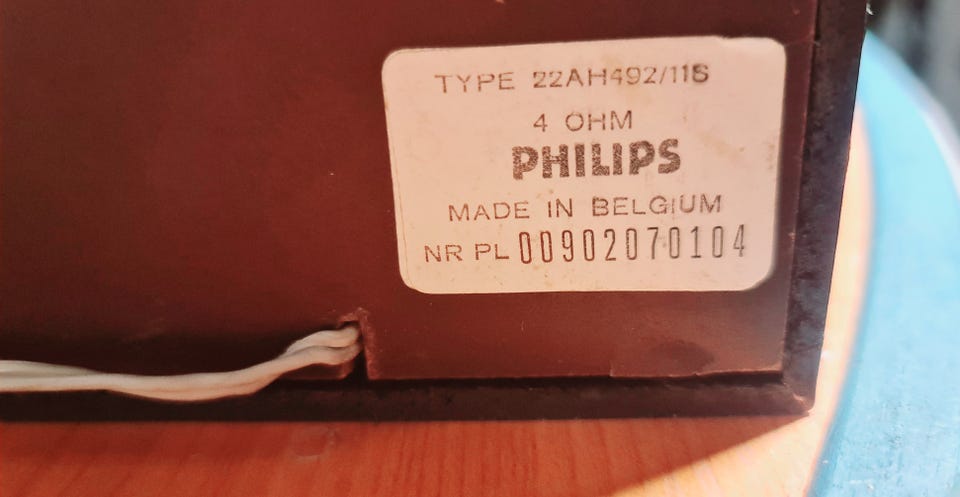 TYPE 22AH492/11S
4 OHM
PHILIPS
MADE IN BELGIUM
NR PL 00902070104